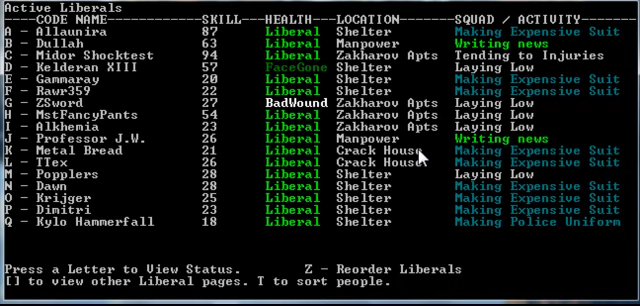 Active Liberals
----CODE NAME------------SKILL---HEALTH---LOCATION------SQUAD / ACTIVITY-------
A - Allaunira 87 Liberal Shelter Making Expensive Suit
B - Dullah 63 Liberal Manpower Writing news
C - Midor Shocktest 94 Liberal Zakharov Apts Tending to Injuries
D - Kelderan XIII 57 FaceGone Shelter Laying Low
E - Gammaray 20 Liberal Shelter Making Expensive Suit
F - Rawr359 22 Liberal Shelter Making Expensive Suit
G - ZSword 27 BadWound Zakharov Apts Laying Low
H - MstFancyPants 54 Liberal Zakharov Apts Laying Low
I - Alkhemia 23 Liberal Zakharov Apts Laying Low
J - Professor J.W. 26 Liberal Manpower Writing news
K - Metal Bread 21 Liberal Crack House Making Expensive Suit
L - TTex 26 Liberal Crack House Making Expensive Suit
M - Popplers 28 Liberal Shelter Laying Low
N - Dawn 28 Liberal Shelter Making Expensive Suit
O - Krijger 25 Liberal Shelter Making Expensive Suit
P - Dimitri 23 Liberal Shelter Making Expensive Suit
Q - Kylo Hammerfall 18 Liberal Shelter Making Police Uniform
Press a Letter to View Status. Z - Reorder Liberals
[] to view other Liberal pages. T to sort people.